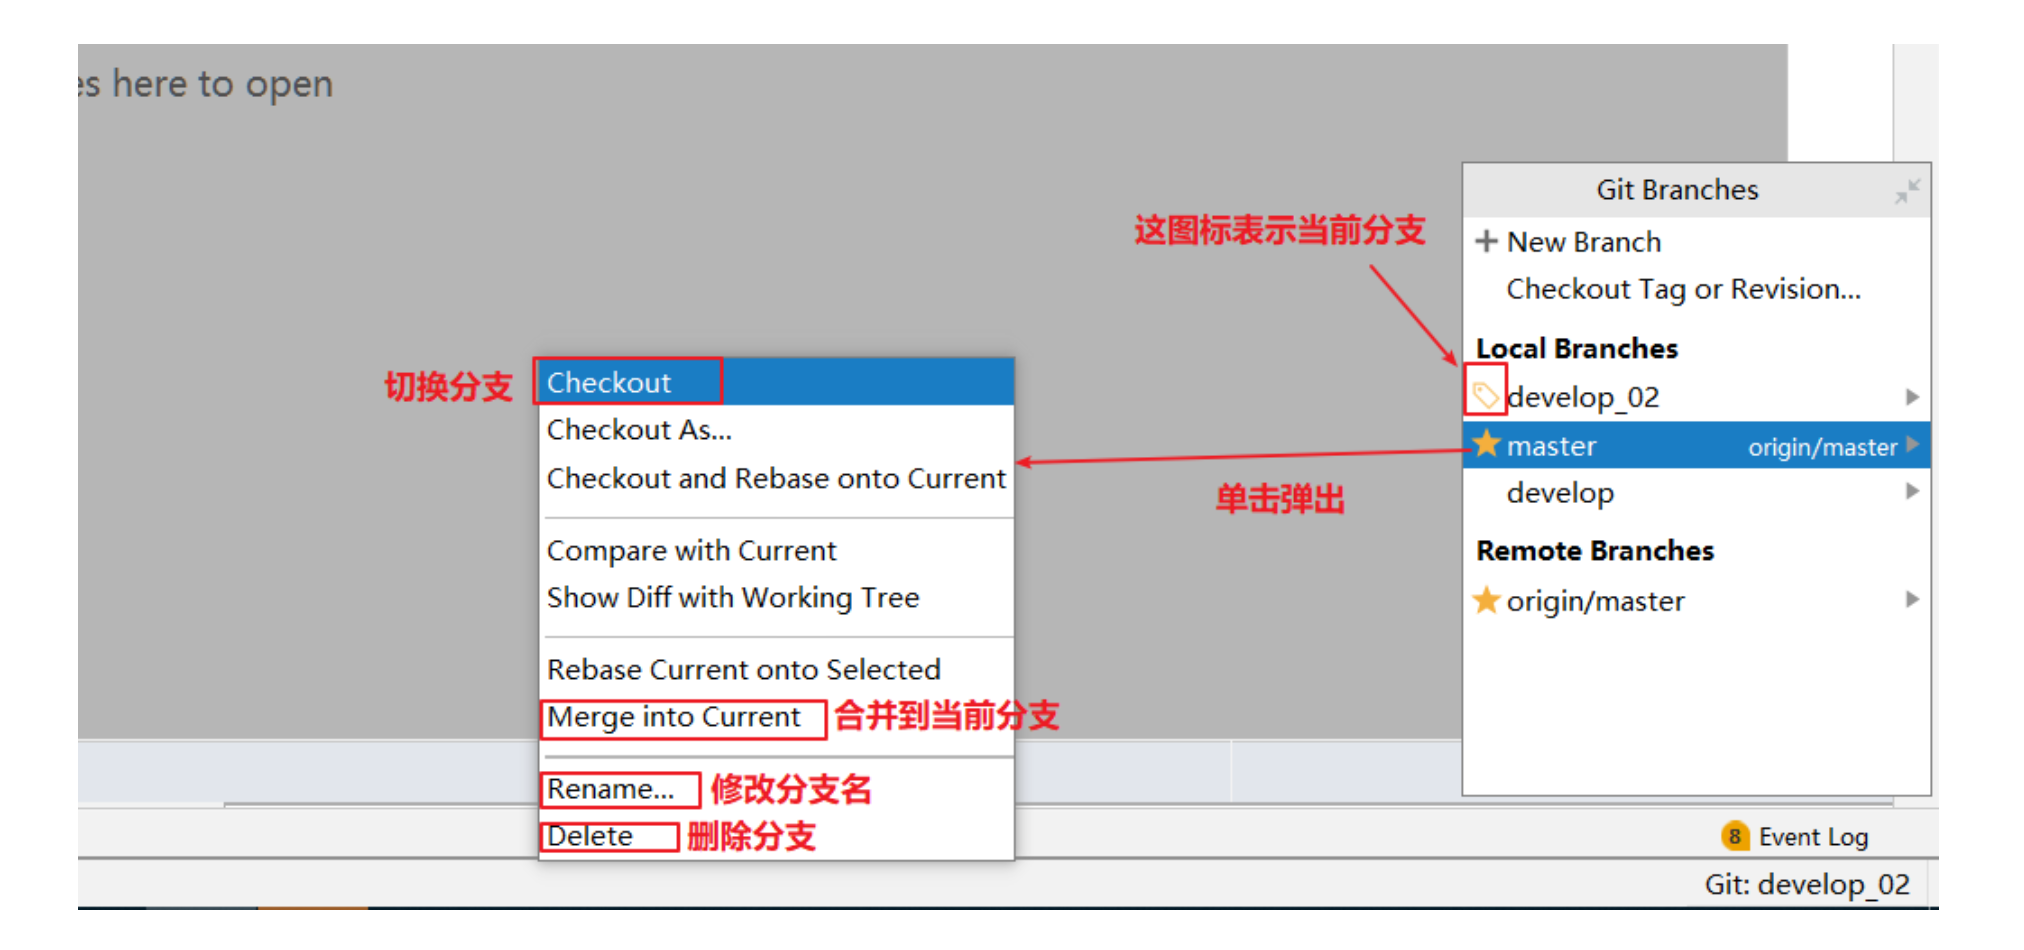 es here to open
Git Branches
这图标表示当前分支
New Branch
Checkout Tag or Revision...
Local Branches
切换分支
Checkout
develop_02
Checkout As...
master origin/master
Checkout and Rebase onto Current
单击弹出
develop
Compare with Current
Remote Branches
Show Diff with Working Tree
origin/master
Rebase Current onto Selected
Merge into Current 合并到当前分支
Rename... 修改分支名
Delete 删除分支
8 Event Log
Git: develop_02